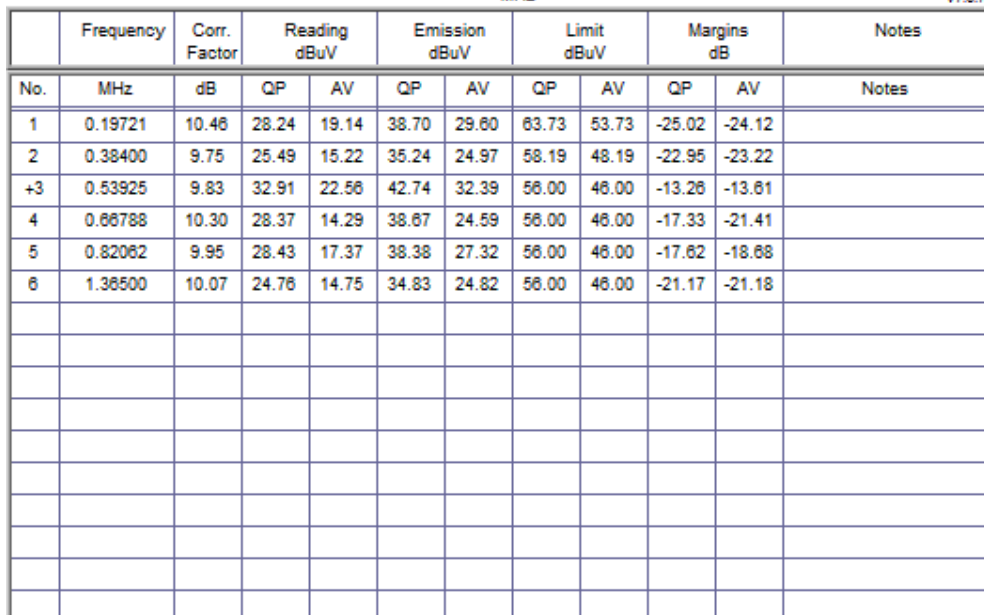 Frequency Corr. Factor Reading dBuV Emission dBuV Limit dBuV Margins dB Notes
No. MHz dB QP AV QP AV QP AV QP AV Notes
1 0.19721 10.46 28.24 19.14 38.70 29.60 63.73 53.73 -25.02 -24.12
2 0.38400 9.75 25.49 15.22 35.24 24.97 58.19 48.19 -22.95 -23.22
+3 0.53925 9.83 32.91 22.56 42.74 32.39 56.00 46.00 -13.26 -13.61
4 0.66788 10.30 28.37 14.29 38.67 24.59 56.00 46.00 -17.33 -21.41
5 0.82062 9.95 28.43 17.37 38.38 27.32 56.00 46.00 -17.62 -18.68
6 1.36500 10.07 24.76 14.75 34.83 24.82 56.00 46.00 -21.17 -21.18